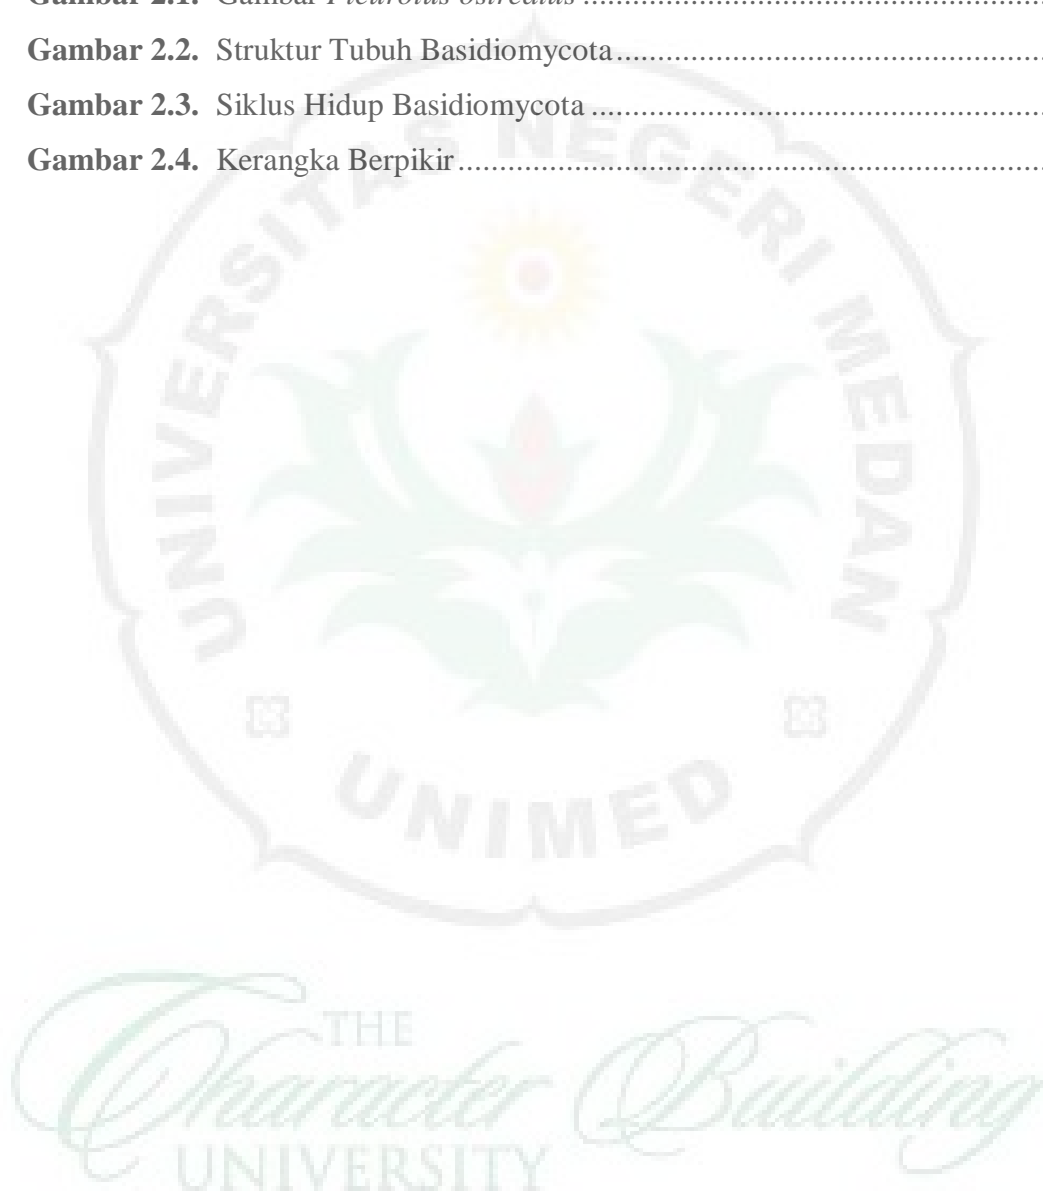 Gambar 2.1. Gambar Pleurotus ostreatus ........................................................
Gambar 2.2. Struktur Tubuh Basidiomycota....................................................
Gambar 2.3. Siklus Hidup Basidiomycota .......................................................
Gambar 2.4. Kerangka Berpikir........................................................................
UNIVERSITAS NEGERI MEDAN
UNIMED
THE
Character Building
UNIVERSITY